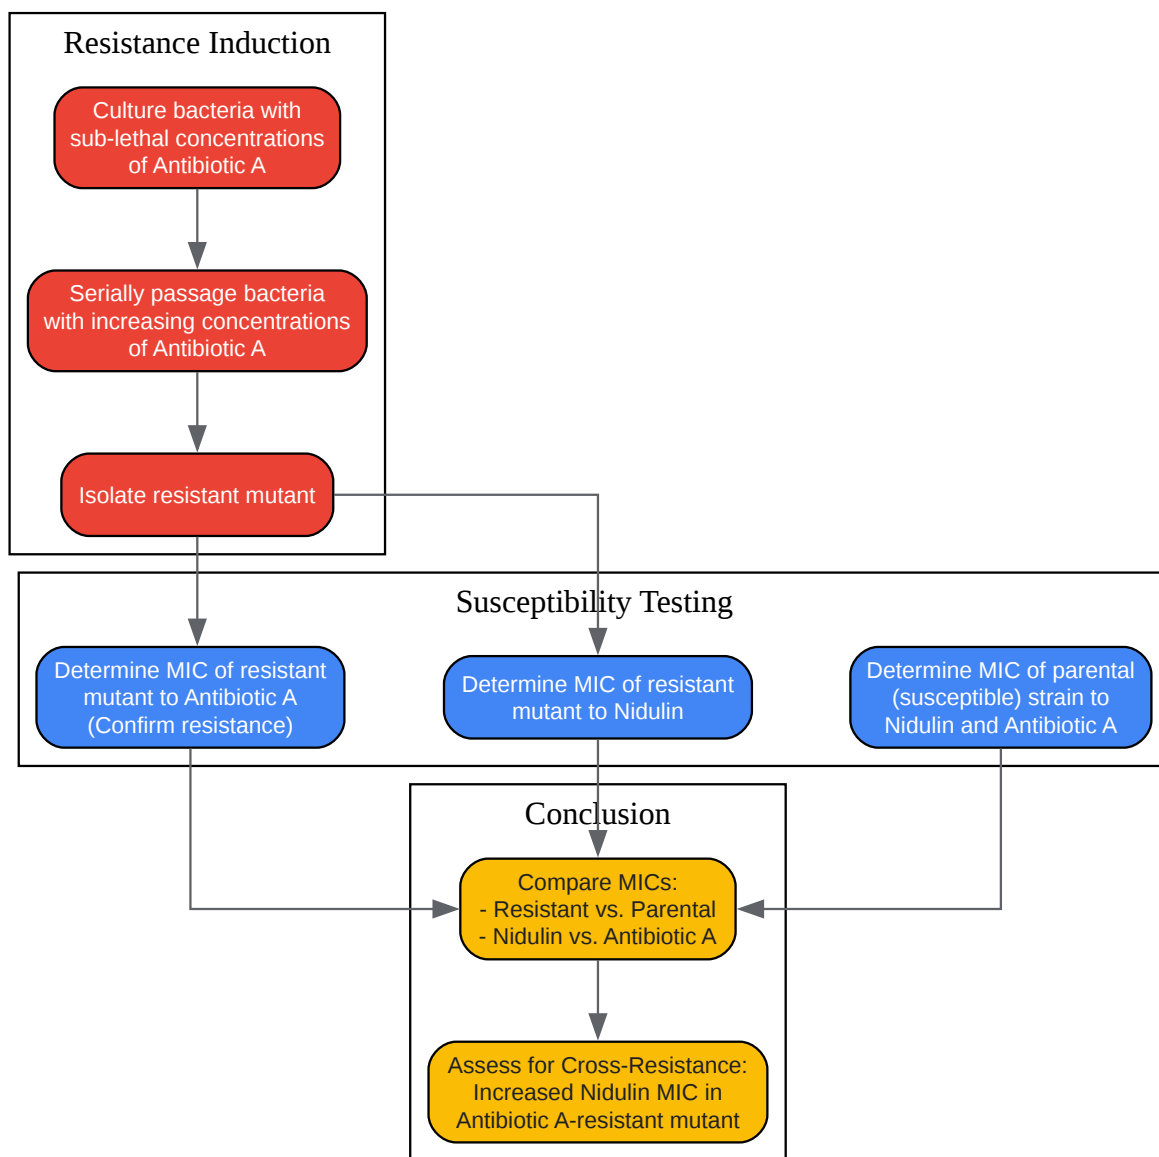 Resistance Induction
Culture bacteria with
sub-lethal concentrations
of Antibiotic A
Serially passage bacteria
with increasing concentrations
of Antibiotic A
Isolate resistant mutant
Susceptibility Testing
Determine MIC of resistant
mutant to Antibiotic A
(Confirm resistance)
Determine MIC of resistant
mutant to Nidulin
Determine MIC of parental
(susceptible) strain to
Nidulin and Antibiotic A
Conclusion
Compare MICs:
- Resistant vs. Parental
- Nidulin vs. Antibiotic A
Assess for Cross-Resistance:
Increased Nidulin MIC in
Antibiotic A-resistant mutant